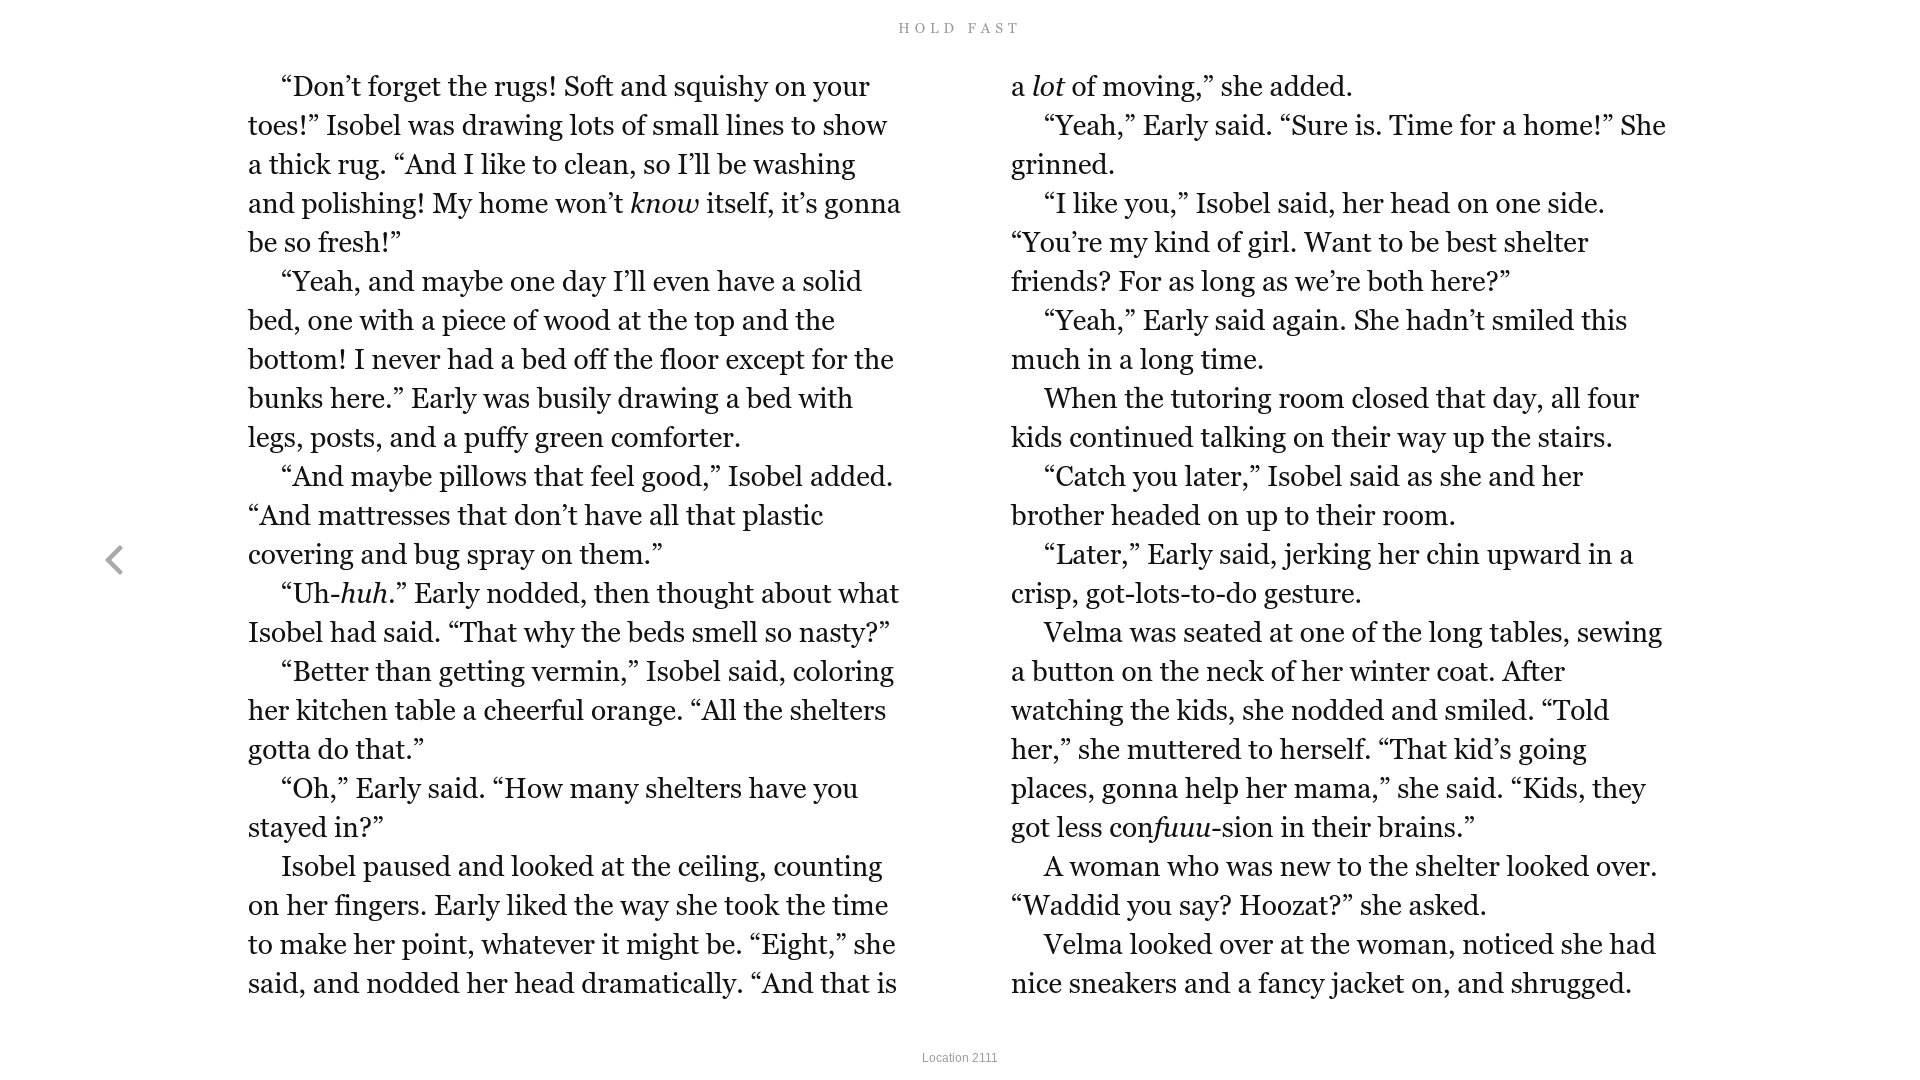 HOLD FAST
“Don’t forget the rugs! Soft and squishy on your
toes!” Isobel was drawing lots of small lines to show
a thick rug. “And I like to clean, so I’ll be washing
and polishing! My home won’t know itself, it’s gonna
be so fresh!”
“Yeah, and maybe one day I’ll even have a solid
bed, one with a piece of wood at the top and the
bottom! I never had a bed off the floor except for the
bunks here.” Early was busily drawing a bed with
legs, posts, and a puffy green comforter.
“And maybe pillows that feel good,” Isobel added.
“And mattresses that don’t have all that plastic
covering and bug spray on them.”
“Uh-huh.” Early nodded, then thought about what
Isobel had said. “That why the beds smell so nasty?”
“Better than getting vermin,” Isobel said, coloring
her kitchen table a cheerful orange. “All the shelters
gotta do that.”
“Oh,” Early said. “How many shelters have you
stayed in?”
Isobel paused and looked at the ceiling, counting
on her fingers. Early liked the way she took the time
to make her point, whatever it might be. “Eight,” she
said, and nodded her head dramatically. “And that is
a lot of moving,” she added.
“Yeah,” Early said. “Sure is. Time for a home!” She
grinned.
“I like you,” Isobel said, her head on one side.
“You’re my kind of girl. Want to be best shelter
friends? For as long as we’re both here?”
“Yeah,” Early said again. She hadn’t smiled this
much in a long time.
When the tutoring room closed that day, all four
kids continued talking on their way up the stairs.
“Catch you later,” Isobel said as she and her
brother headed on up to their room.
“Later,” Early said, jerking her chin upward in a
crisp, got-lots-to-do gesture.
Velma was seated at one of the long tables, sewing
a button on the neck of her winter coat. After
watching the kids, she nodded and smiled. “Told
her,” she muttered to herself. “That kid’s going
places, gonna help her mama,” she said. “Kids, they
got less confuuu-sion in their brains.”
A woman who was new to the shelter looked over.
“Waddid you say? Hoozat?” she asked.
Velma looked over at the woman, noticed she had
nice sneakers and a fancy jacket on, and shrugged.
Location 2111